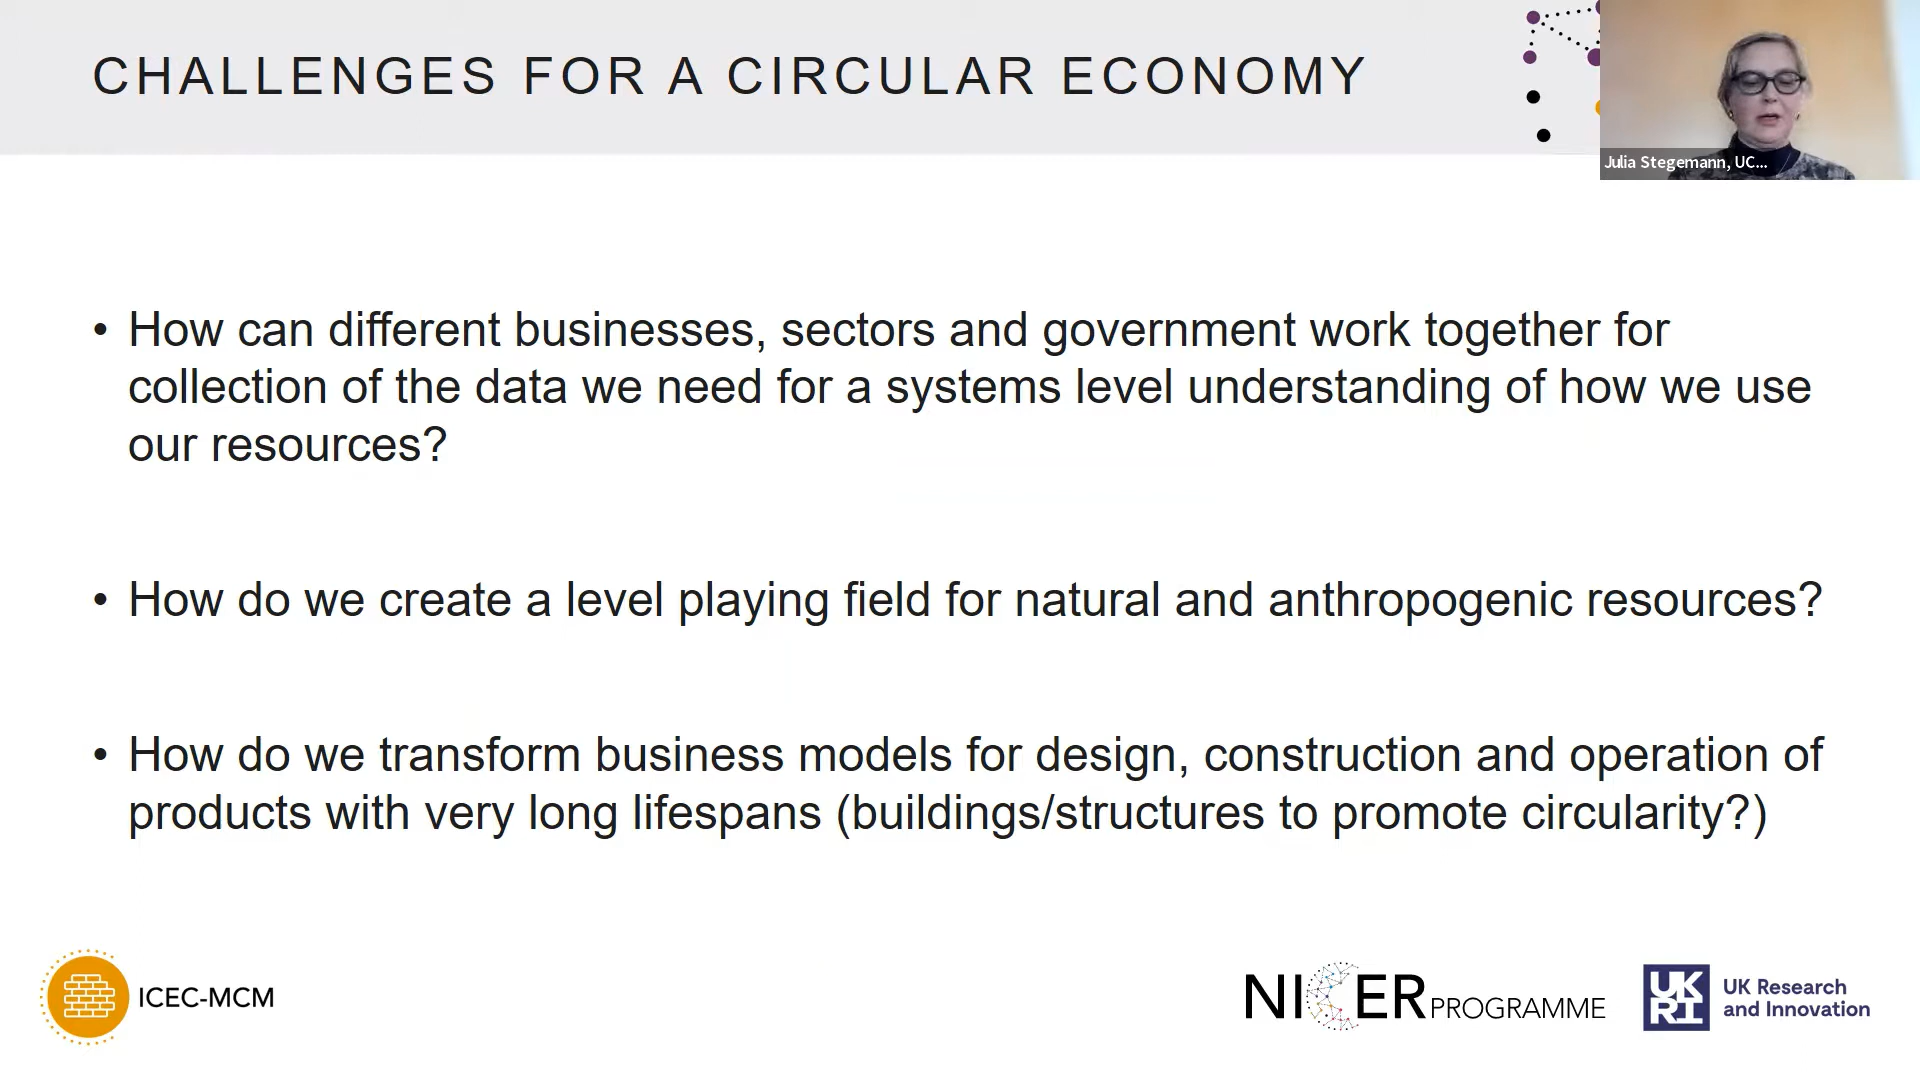 CHALLENGES FOR A CIRCULAR ECONOMY
Julia Stegemann, UC...
• How can different businesses, sectors and government work together for
collection of the data we need for a systems level understanding of how we use
our resources?
• How do we create a level playing field for natural and anthropogenic resources?
• How do we transform business models for design, construction and operation of
products with very long lifespans (buildings/structures to promote circularity?)
ICEC-MCM
NICER PROGRAMME
UK
RI
UK Research
and Innovation